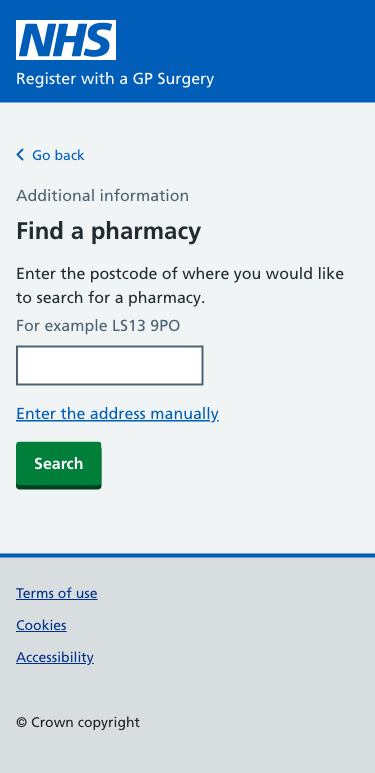 NHS
Register with a GP Surgery
Go back
Additional information
Find a pharmacy
Enter the postcode of where you would like
to search for a pharmacy.
For example LS13 9PO
Enter the address manually
Search
Terms of use
Cookies
Accessibility
© Crown copyright